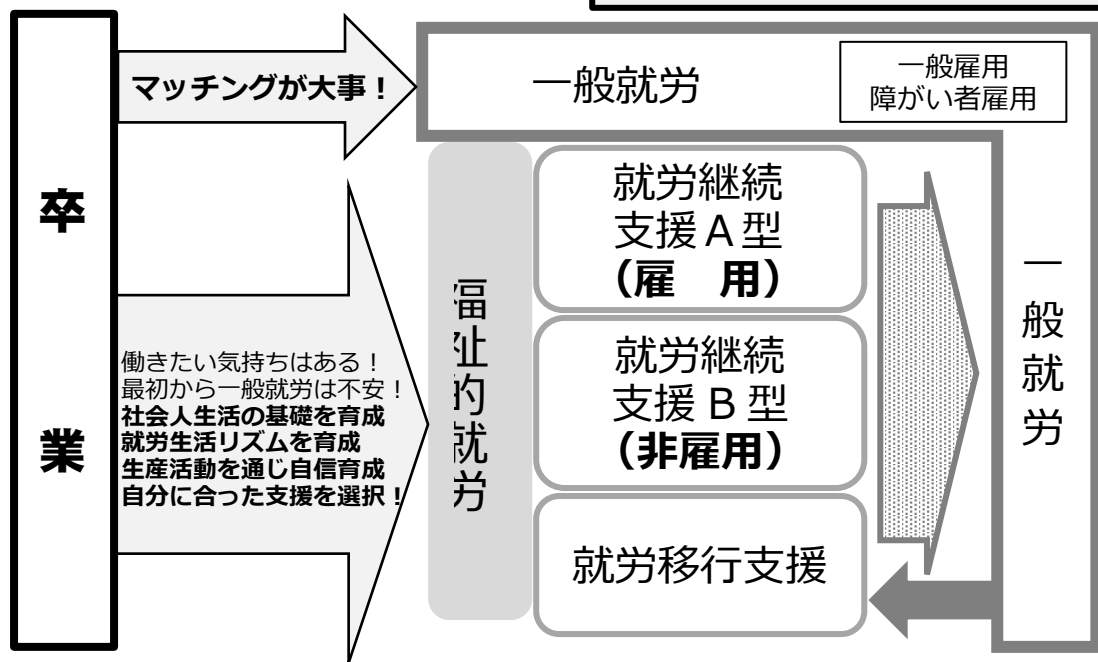 卒業
マッチングが大事！
一般就労
一般雇用
障がい者雇用
働きたい気持ちはある！
最初から一般就労は不安！
社会人生活の基礎を育成
就労生活リズムを育成
生産活動を通じ自信育成
自分に合った支援を選択！
福祉的就労
就労継続
支援Ａ型
（雇　用）
就労継続
支援Ｂ型
（非雇用）
就労移行支援
一般就労